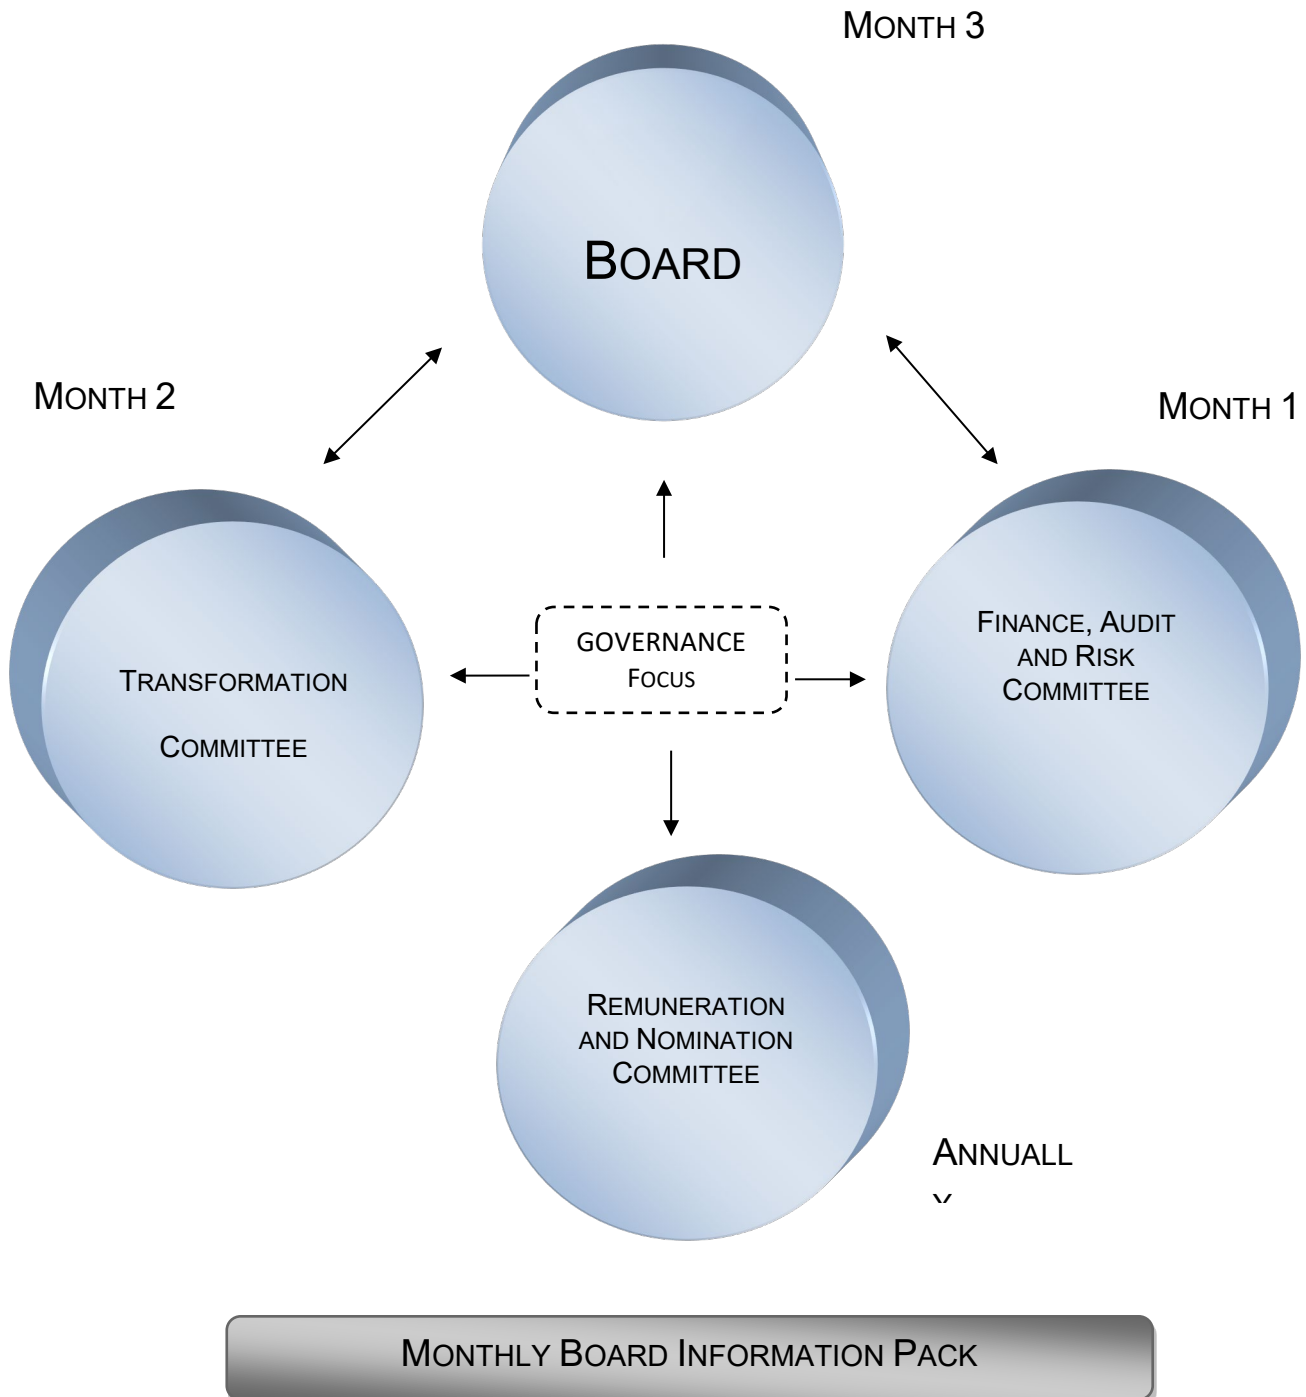 MONTH 3
BOARD
MONTH 2
MONTH 1
TRANSFORMATION
COMMITTEE
GOVERNANCE
FOCUS
FINANCE, AUDIT
AND RISK
COMMITTEE
REMUNERATION
AND NOMINATION
COMMITTEE
ANNUALL
Y
MONTHLY BOARD INFORMATION PACK